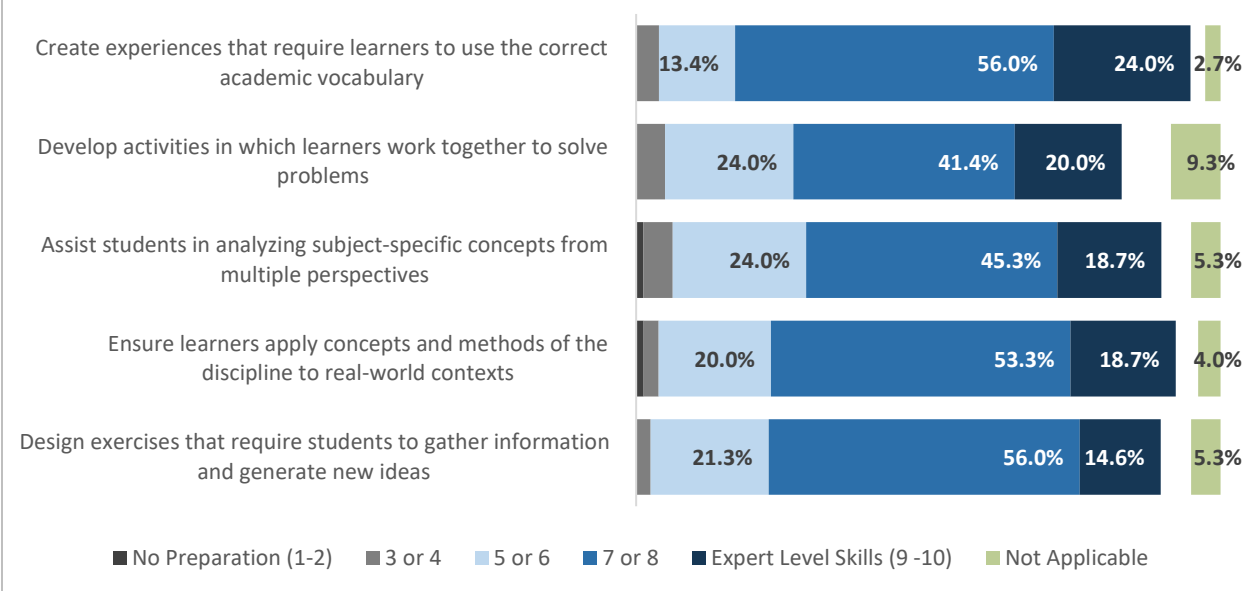 Create experiences that require learners to use the correct
academic vocabulary
13.4% 56.0% 24.0% 2.7%
Develop activities in which learners work together to solve
problems
24.0% 41.4% 20.0% 9.3%
Assist students in analyzing subject-specific concepts from
multiple perspectives
24.0% 45.3% 18.7% 5.3%
Ensure learners apply concepts and methods of the
discipline to real-world contexts
20.0% 53.3% 18.7% 4.0%
Design exercises that require students to gather information
and generate new ideas
21.3% 56.0% 14.6% 5.3%
No Preparation (1-2) 3 or 4 5 or 6 7 or 8 Expert Level Skills (9 -10) Not Applicable